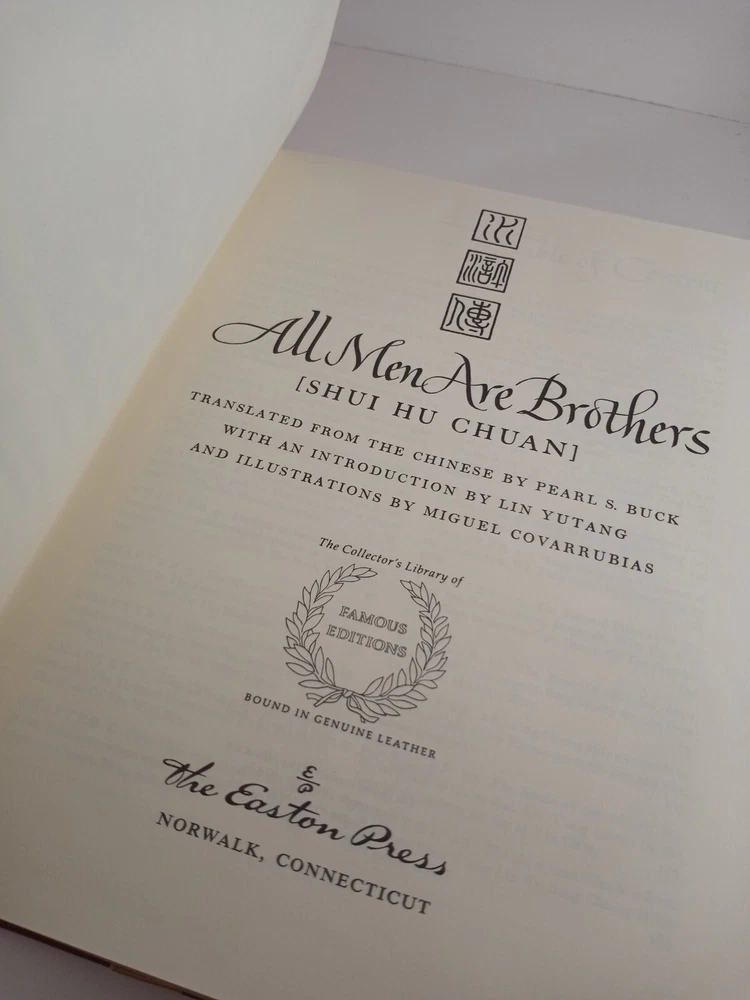 水
滸
傳
All Men Are Brothers
[SHUI HU CHUAN]
TRANSLATED FROM THE CHINESE BY PEARL S. BUCK
WITH AN INTRODUCTION BY LIN YUTANG
AND ILLUSTRATIONS BY MIGUEL COVARRUBIAS
The Collector's Library of
FAMOUS
EDITIONS
BOUND IN GENUINE LEATHER
EP
The Easton Press
NORWALK, CONNECTICUT